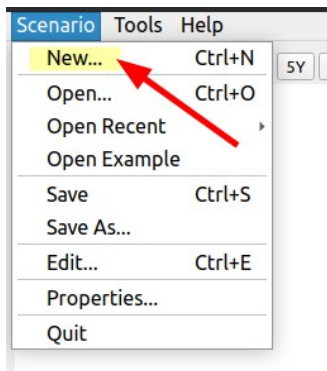 Scenario Tools Help
New... Ctrl+N
5Y
Open... Ctrl+O
Open Recent
Open Example
Save Ctrl+S
Save As...
Edit... Ctrl+E
Properties...
Quit